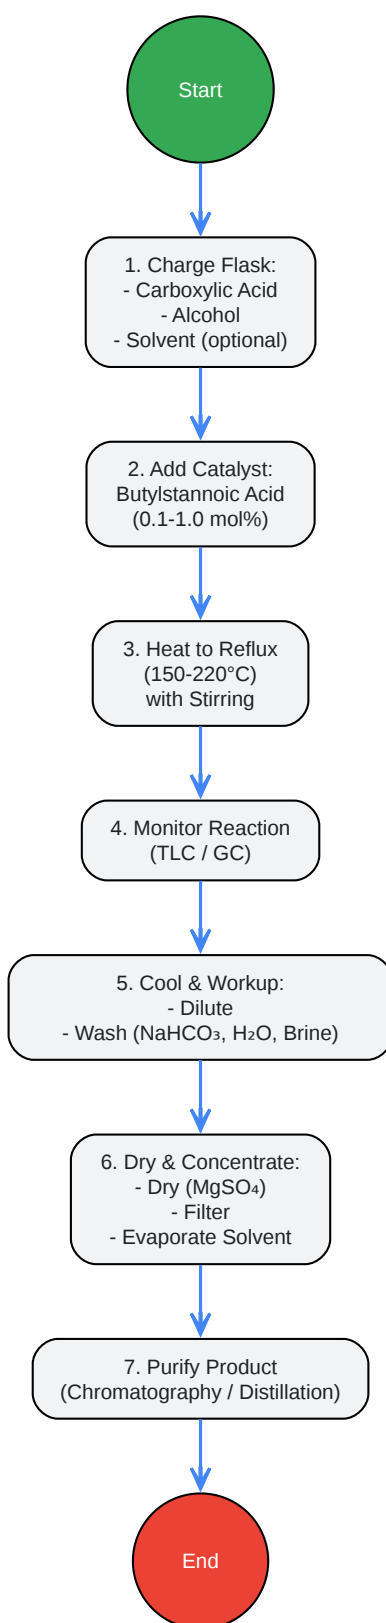 Start
1. Charge Flask:
- Carboxylic Acid
- Alcohol
- Solvent (optional)
2. Add Catalyst:
Butylstannoic Acid
(0.1-1.0 mol%)
3. Heat to Reflux
(150-220°C)
with Stirring
4. Monitor Reaction
(TLC / GC)
5. Cool & Workup:
- Dilute
- Wash (NaHCO₃, H₂O, Brine)
6. Dry & Concentrate:
- Dry (MgSO₄)
- Filter
- Evaporate Solvent
7. Purify Product
(Chromatography / Distillation)
End